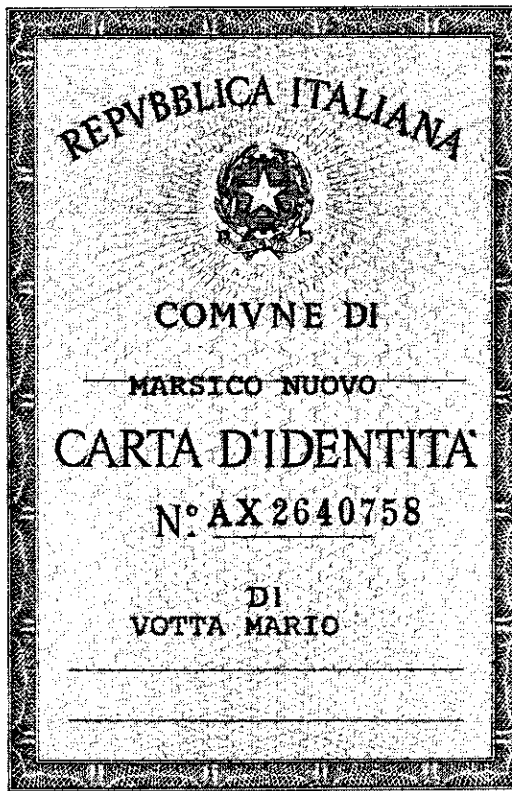 REPVBBLICA ITALIANA
COMVNE DI
MARSICO NUOVO
CARTA D'IDENTITA'
N° AX 2640758
DI
VOTTA MARIO